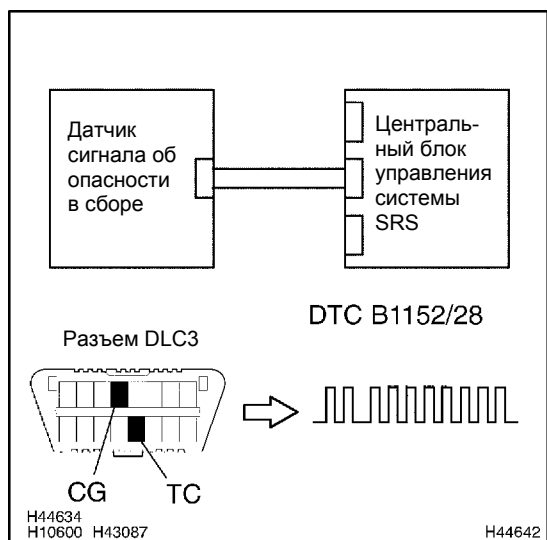 Датчик
сигнала об
опасности
в сборе
Централь-
ный блок
управления
системы
SRS
DTC B1152/28
Разъем DLC3
CG
TC
H44634
H10600 H43087
H44642